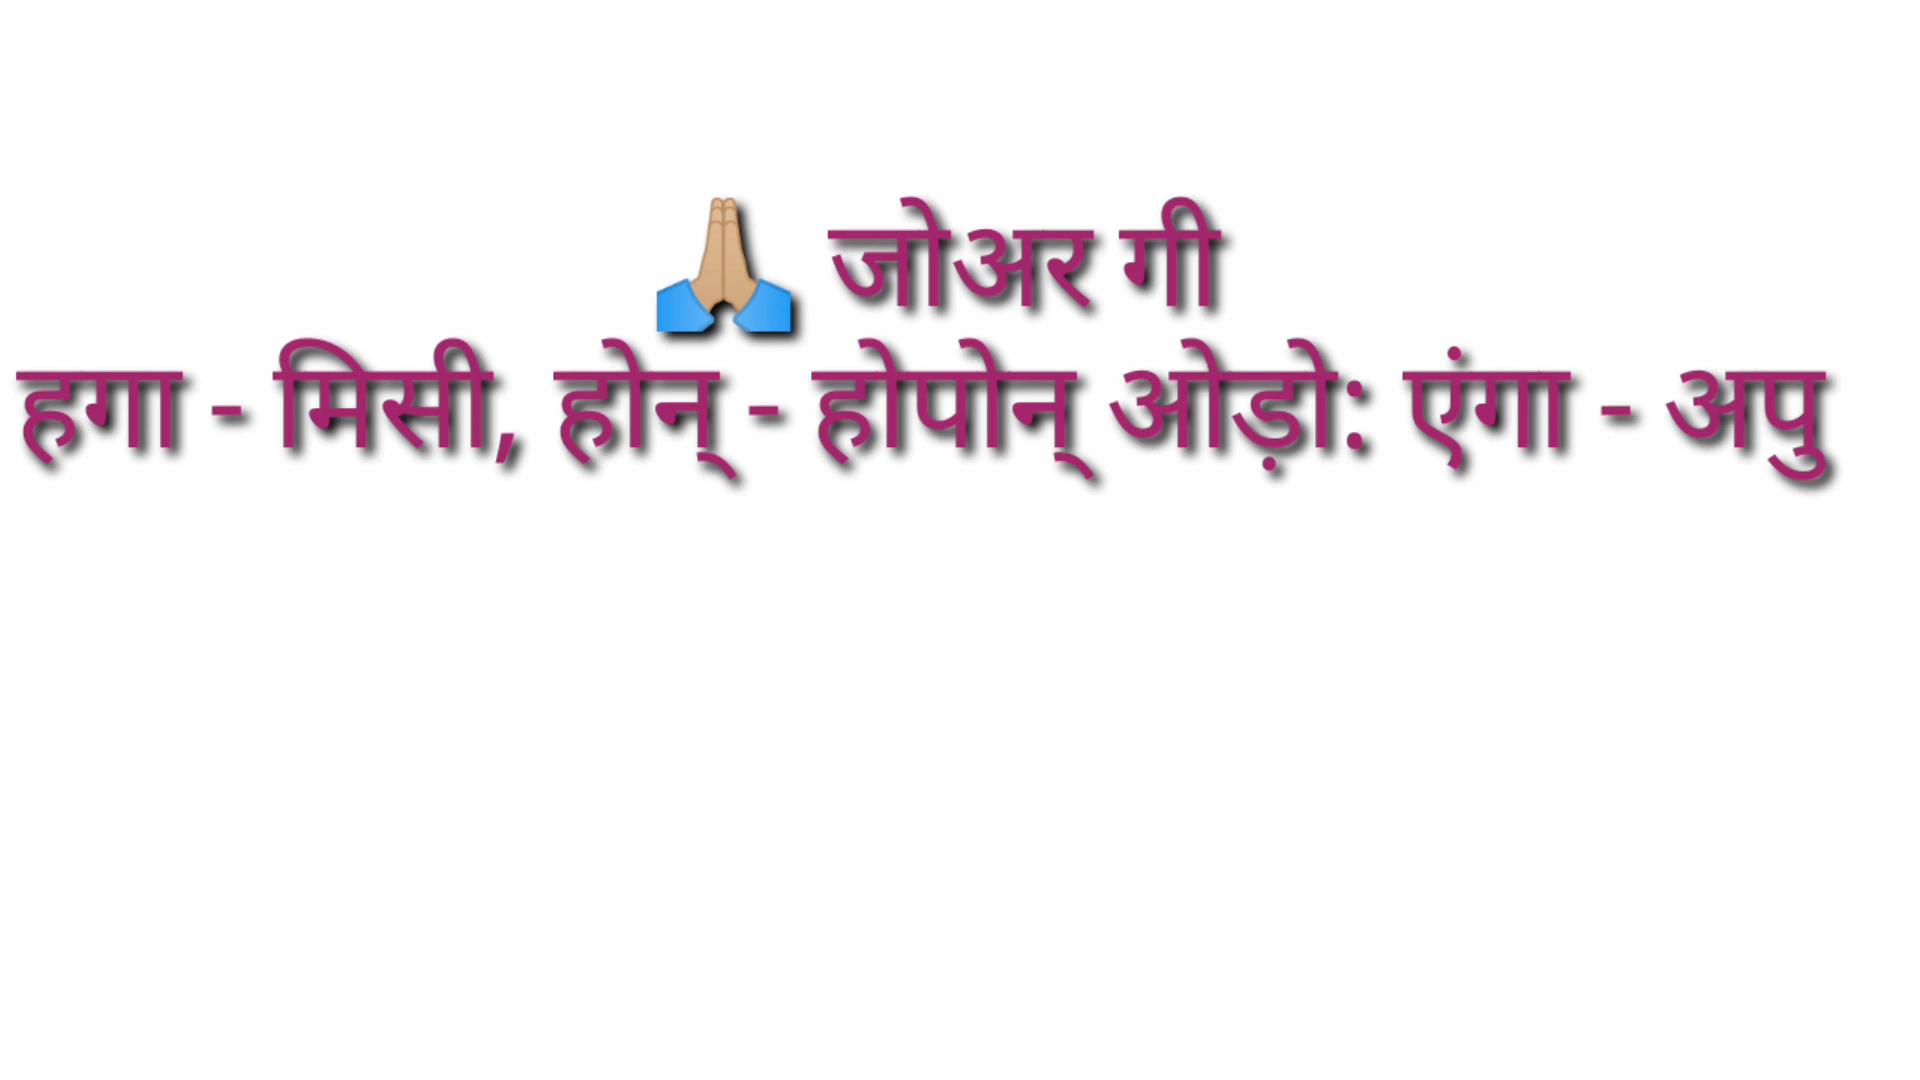 🙏🏼 जोअर गी
हगा - मिसी, होन् - होपोन् ओड़ो: एंगा - अपु